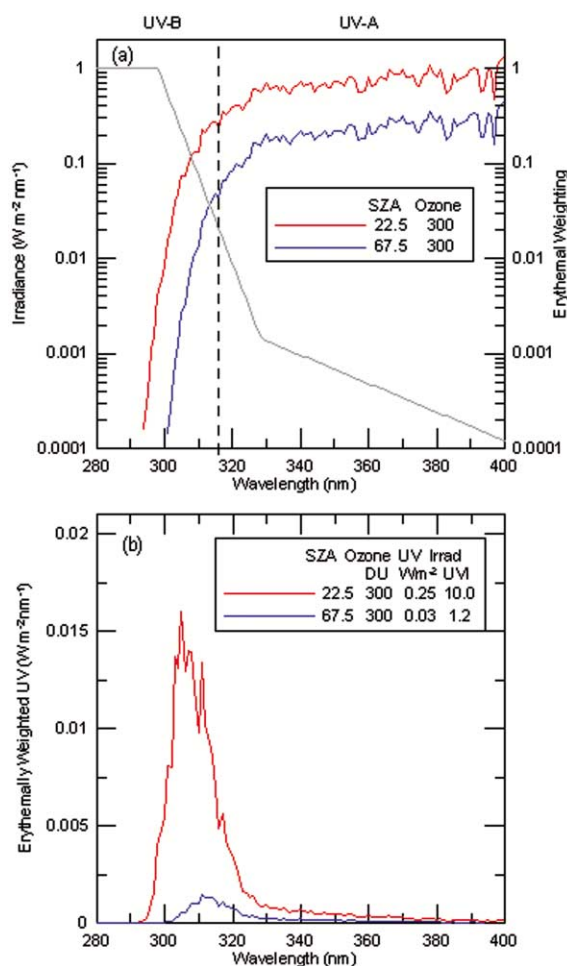 UV-B UV-A
(a)
1 1
0.1 0.1
0.01 0.01
0.001 0.001
0.0001 0.0001
Irradiance (W m-2 nm-1)
Erythemal Weighting
SZA Ozone
22.5 300
67.5 300
280 300 320 340 360 380 400
Wavelength (nm)
(b)
0.02
0.015
0.01
0.005
0
Erythemally Weighted UV (Wm-2nm-1)
SZA Ozone UV Irrad
DU Wm-2 UVI
22.5 300 0.25 10.0
67.5 300 0.03 1.2
280 300 320 340 360 380 400
Wavelength (nm)